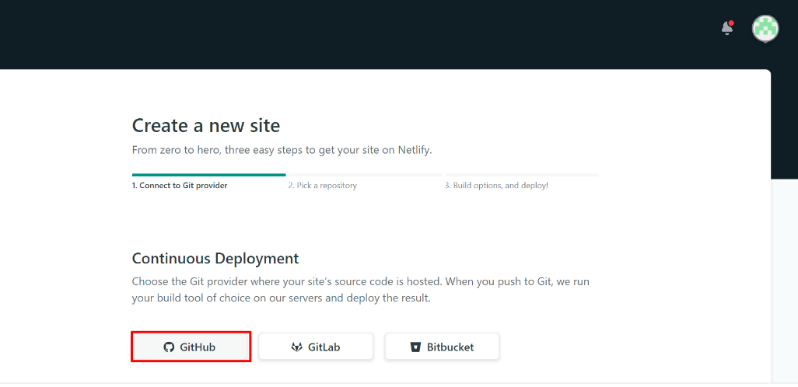 Create a new site
From zero to hero, three easy steps to get your site on Netlify.
1. Connect to Git provider
2. Pick a repository
3. Build options, and deploy!
Continuous Deployment
Choose the Git provider where your site's source code is hosted. When you push to Git, we run
your build tool of choice on our servers and deploy the result.
GitHub
GitLab
Bitbucket